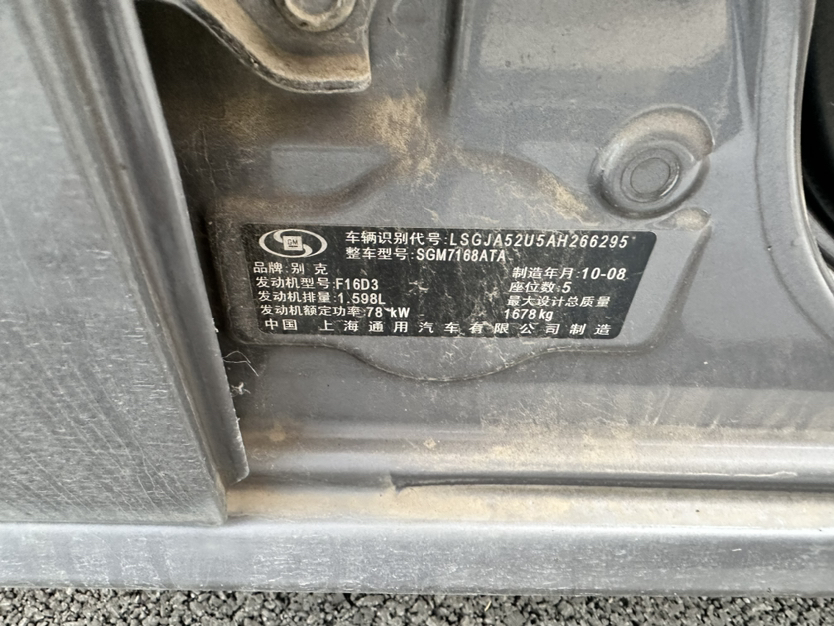 GM
车辆识别代号:LSGJA52U5AH266295
整车型号:SGM7168ATA
品牌:别克 制造年月:10-08
发动机型号:F16D3 座位数:5
发动机排量:1.598L 最大设计总质量
发动机额定功率:78 kW 1678kg
中国 上海通用汽车有限公司制造